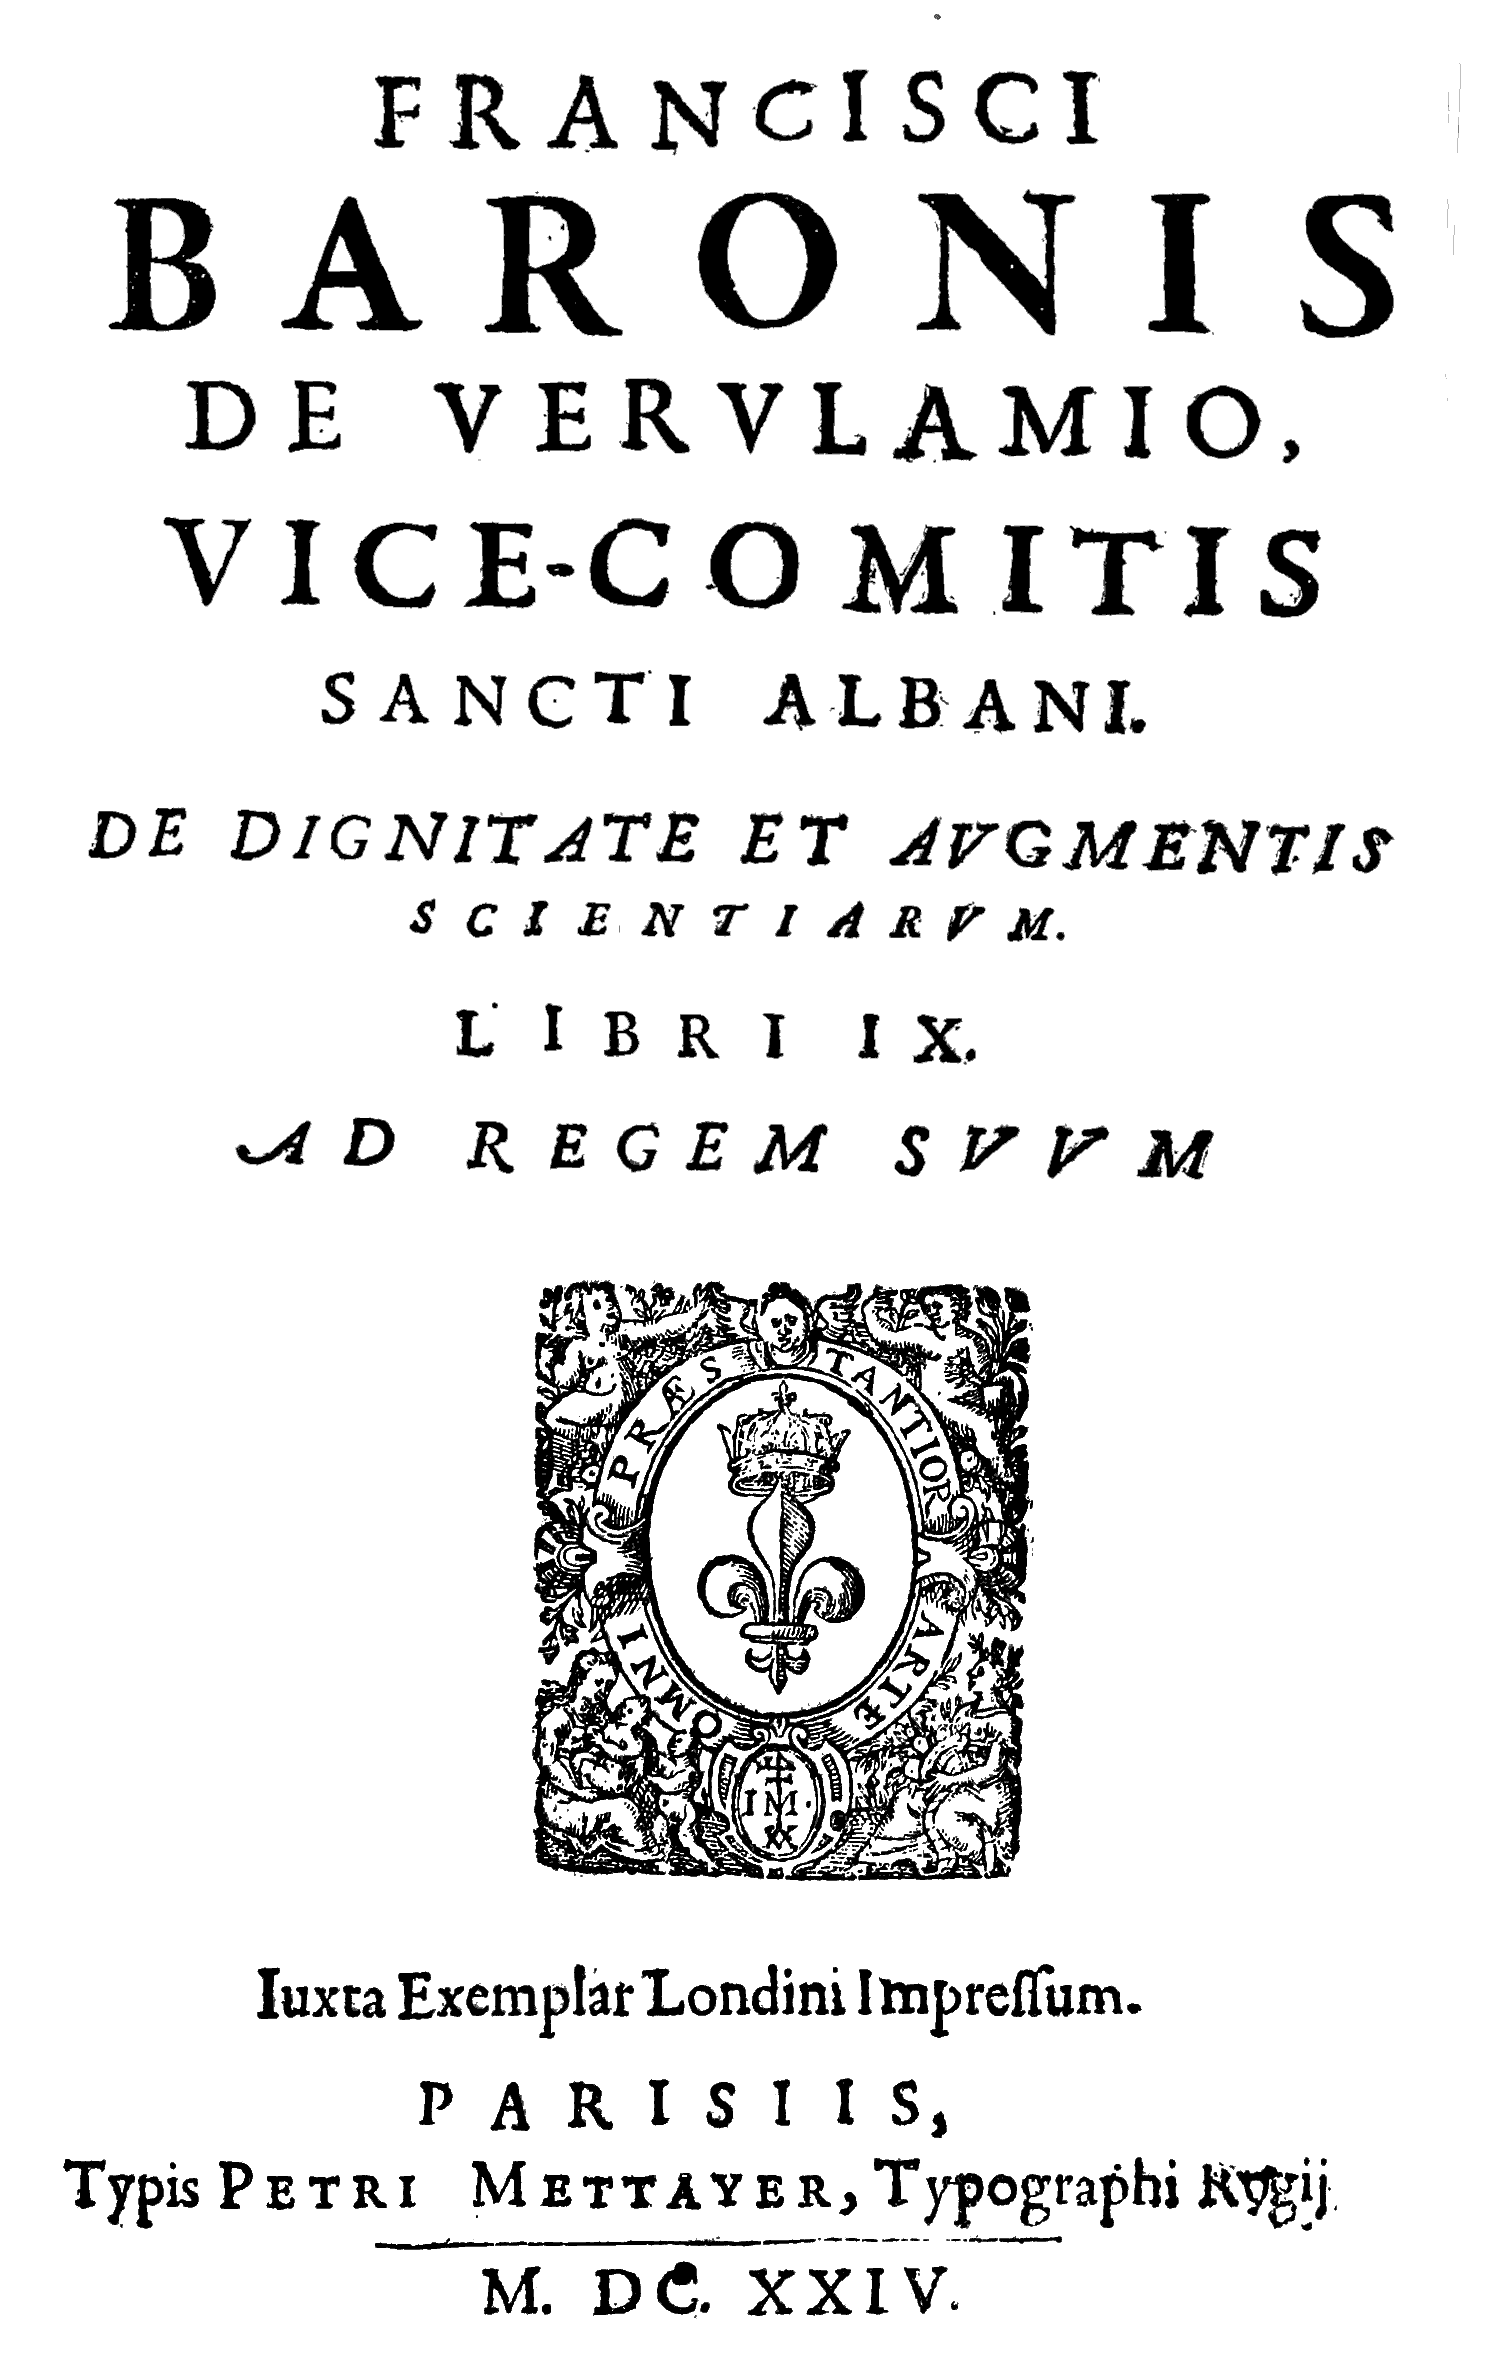 FRANCISCI
BARONIS
DE VERVLAMIO,
VICE-COMITIS
SANCTI ALBANI.
DE DIGNITATE ET AVGMENTIS
SCIENTIARVM.
LIBRI IX.
AD REGEM SVVM
PRÆSTANTIOR
OMNI ARTE
IM
Iuxta Exemplar Londini Impreſſum.
PARISIIS,
Typis PETRI METTAYER, Typographi
M. DC. XXIV.